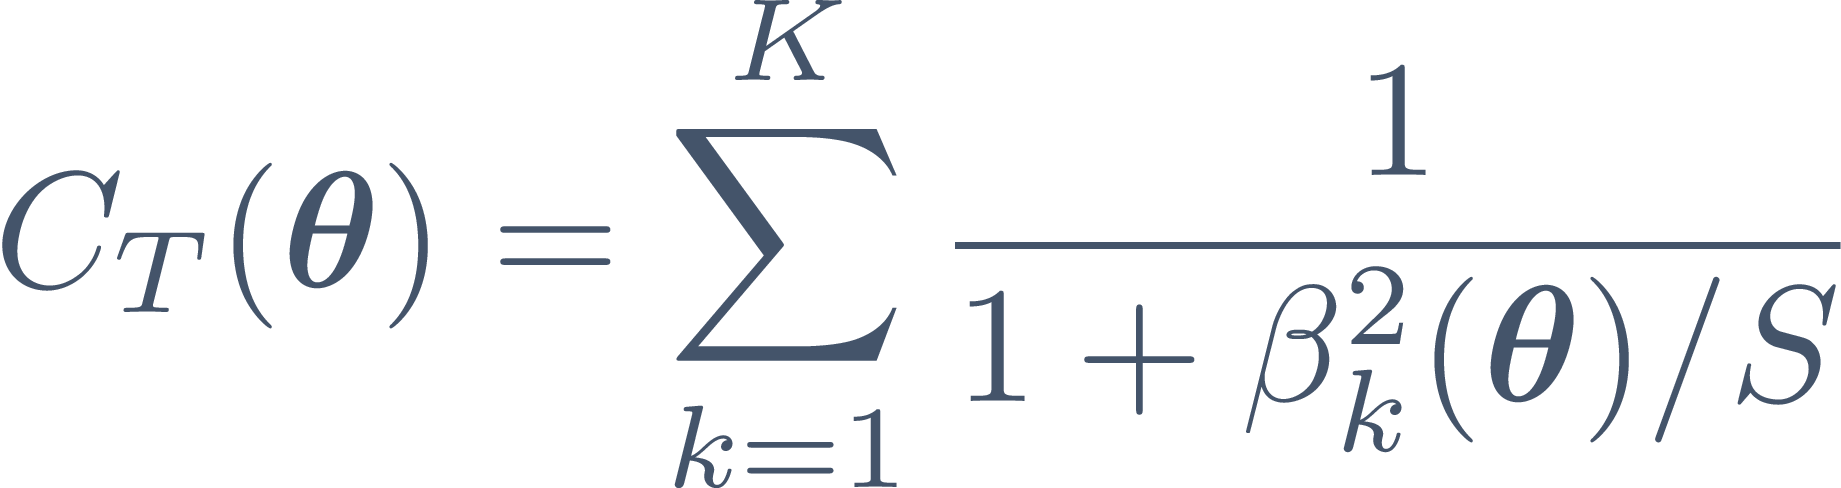 $C_T(\boldsymbol{\theta}) = \sum_{k=1}^{K} \frac{1}{1 + \beta_k^2(\boldsymbol{\theta})/S}$